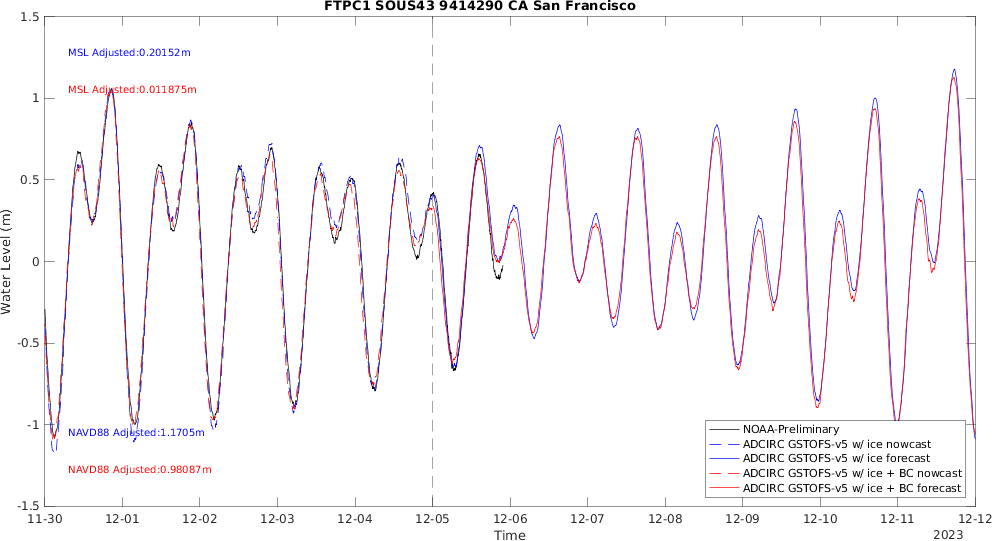 FTPC1 SOUS43 9414290 CA San Francisco
1.5
1
0.5
0
-0.5
-1
-1.5
Water Level (m)
MSL Adjusted:0.20152m
MSL Adjusted:0.011875m
NAVD88 Adjusted:1.1705m
NAVD88 Adjusted:0.98087m
NOAA-Preliminary
ADCIRC GSTOFS-v5 w/ ice nowcast
ADCIRC GSTOFS-v5 w/ ice forecast
ADCIRC GSTOFS-v5 w/ ice + BC nowcast
ADCIRC GSTOFS-v5 w/ ice + BC forecast
11-30 12-01 12-02 12-03 12-04 12-05 12-06 12-07 12-08 12-09 12-10 12-11 12-12
Time
2023